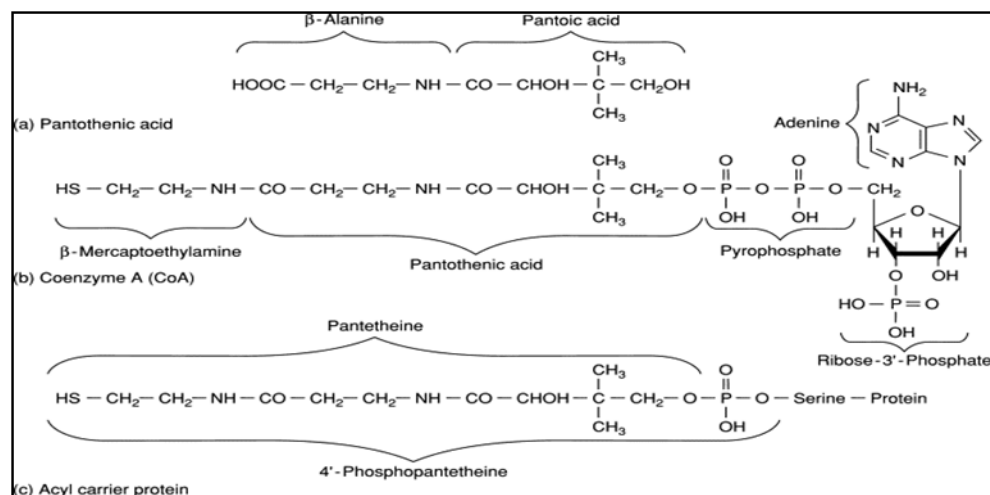 β-Alanine Pantoic acid
CH₃
HOOC — CH₂ — CH₂ — NH — CO — CHOH — C — CH₂OH
CH₃
(a) Pantothenic acid
NH₂
Adenine
N N
N N
O O
CH₃
HS — CH₂ — CH₂ — NH — CO — CH₂ — CH₂ — NH — CO — CHOH — C — CH₂ — O — P — O — P — O — CH₂
CH₃
OH OH
O
H H
H H
O OH
HO — P = O
OH
Ribose-3'-Phosphate
β-Mercaptoethylamine
Pantothenic acid
Pyrophosphate
(b) Coenzyme A (CoA)
Pantetheine
CH₃ O
HS — CH₂ — CH₂ — NH — CO — CH₂ — CH₂ — NH — CO — CHOH — C — CH₂ — O — P — O — Serine — Protein
CH₃ OH
4'-Phosphopantetheine
(c) Acyl carrier protein